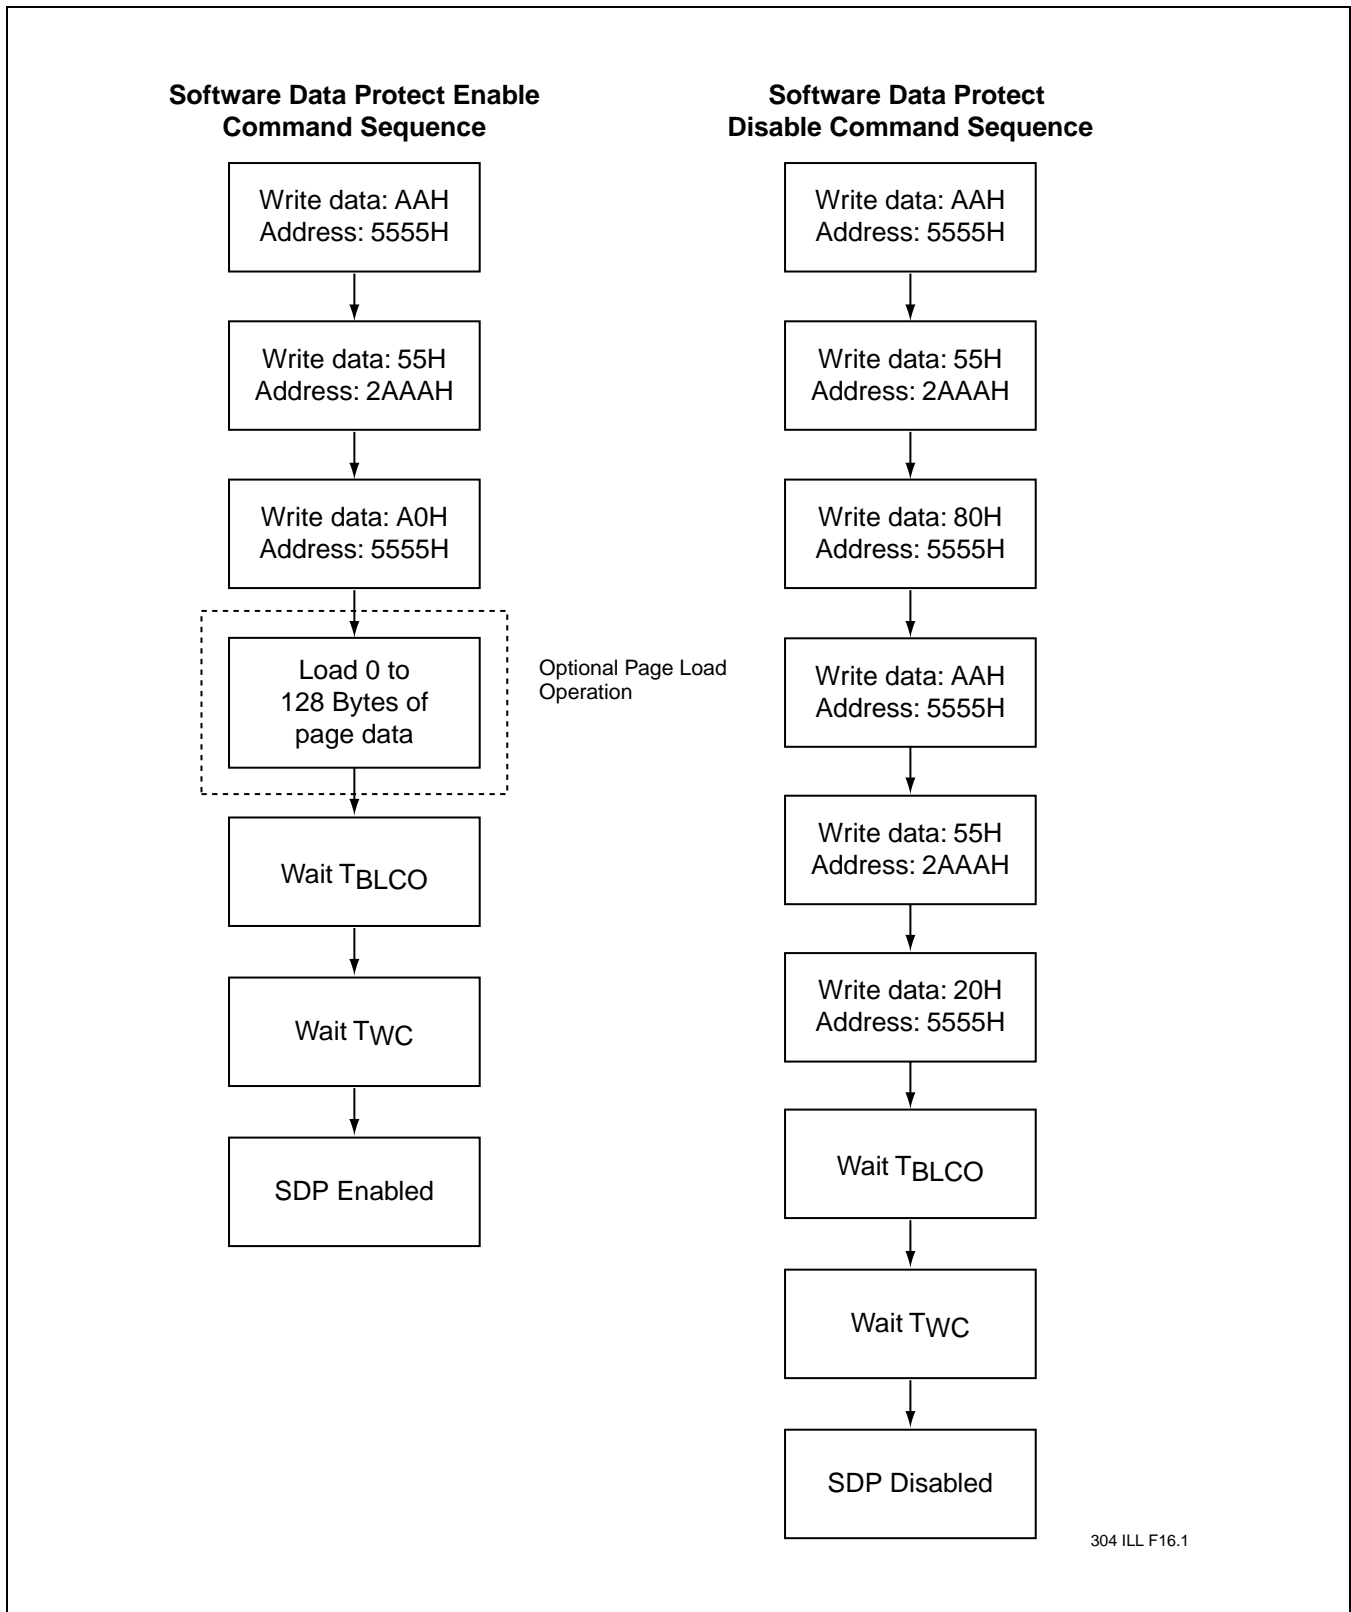 Software Data Protect Enable
Command Sequence
Write data: AAH
Address: 5555H
Write data: 55H
Address: 2AAAH
Write data: A0H
Address: 5555H
Load 0 to
128 Bytes of
page data
Optional Page Load
Operation
Wait TBLCO
Wait TWC
SDP Enabled
Software Data Protect
Disable Command Sequence
Write data: AAH
Address: 5555H
Write data: 55H
Address: 2AAAH
Write data: 80H
Address: 5555H
Write data: AAH
Address: 5555H
Write data: 55H
Address: 2AAAH
Write data: 20H
Address: 5555H
Wait TBLCO
Wait TWC
SDP Disabled
304 ILL F16.1